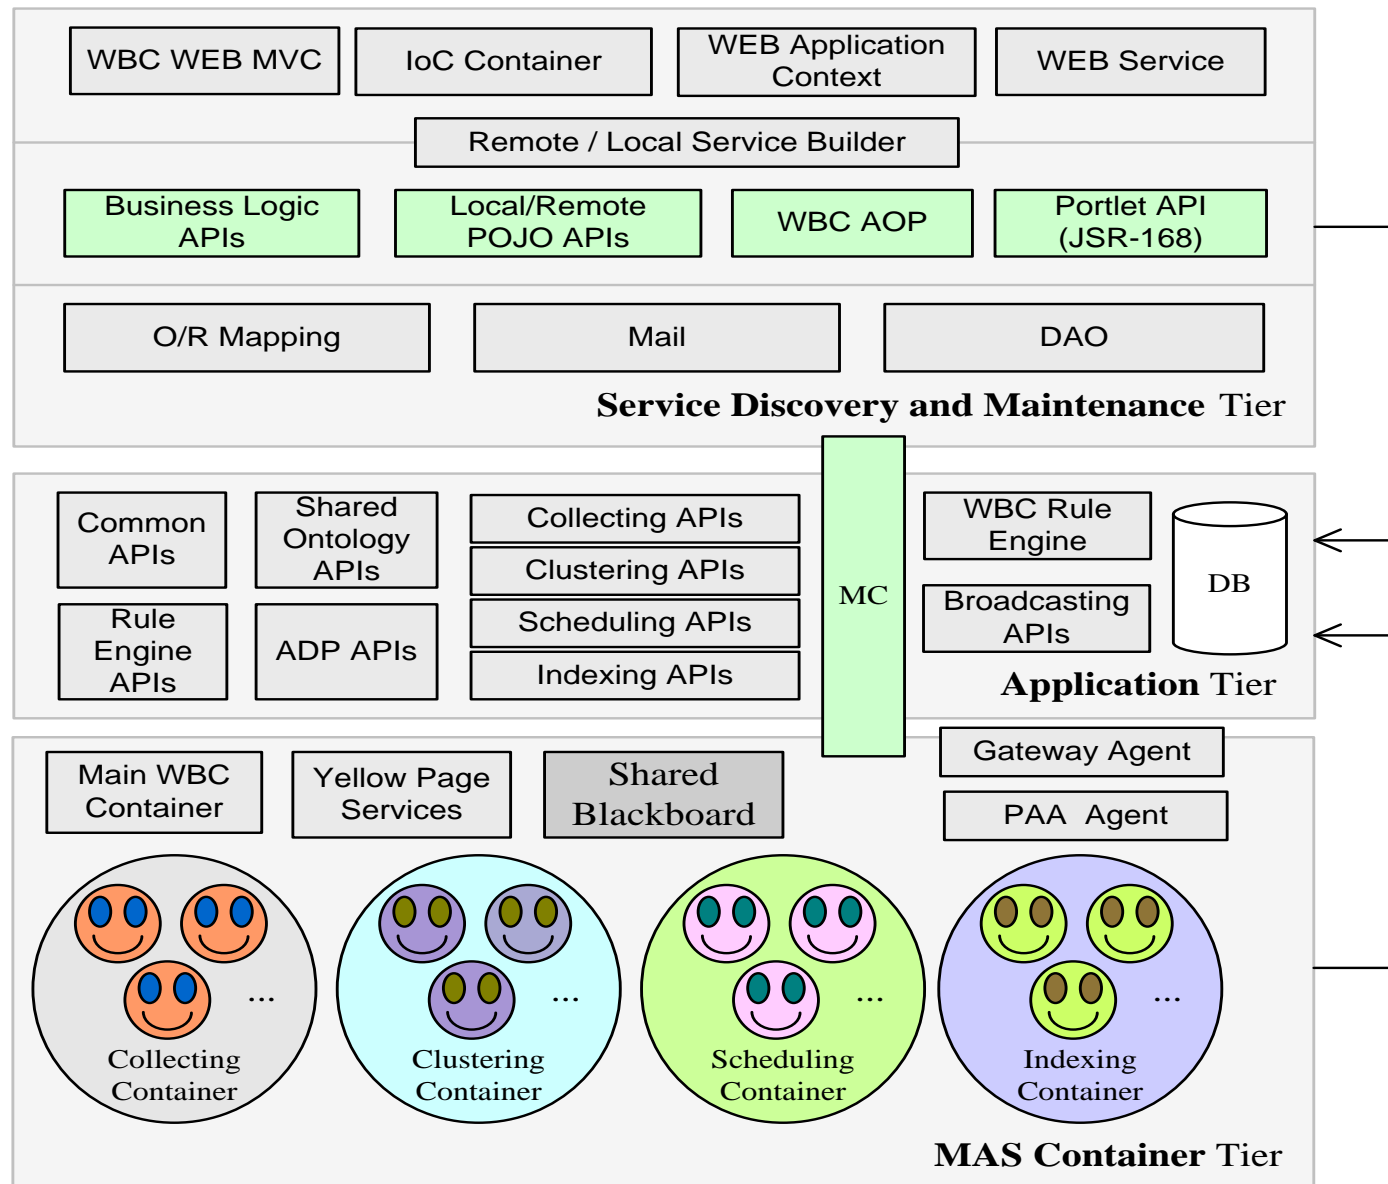 WBC WEB MVC
IoC Container
WEB Application
Context
WEB Service
Remote / Local Service Builder
Business Logic
APIs
Local/Remote
POJO APIs
WBC AOP
Portlet API
(JSR-168)
O/R Mapping
Mail
DAO
Service Discovery and Maintenance Tier
Common
APIs
Shared
Ontology
APIs
Collecting APIs
Clustering APIs
Scheduling APIs
Indexing APIs
Rule
Engine
APIs
ADP APIs
MC
WBC Rule
Engine
Broadcasting
APIs
DB
Application Tier
Main WBC
Container
Yellow Page
Services
Shared
Blackboard
Gateway Agent
PAA Agent
...
Collecting
Container
...
Clustering
Container
...
Scheduling
Container
...
Indexing
Container
MAS Container Tier